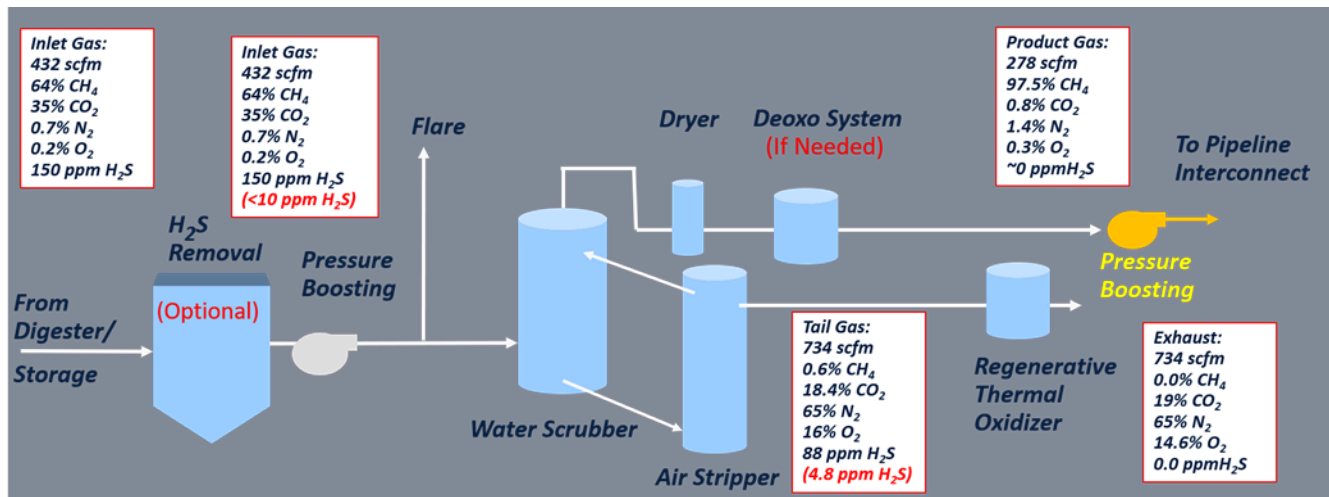 Inlet Gas:
432 scfm
64% CH₄
35% CO₂
0.7% N₂
0.2% O₂
150 ppm H₂S
Inlet Gas:
432 scfm
64% CH₄
35% CO₂
0.7% N₂
0.2% O₂
150 ppm H₂S
(<10 ppm H₂S)
Flare
Dryer
Deoxo System
(If Needed)
Product Gas:
278 scfm
97.5% CH₄
0.8% CO₂
1.4% N₂
0.3% O₂
~0 ppmH₂S
To Pipeline
Interconnect
H₂S
Removal
(Optional)
Pressure
Boosting
From
Digester/
Storage
Pressure
Boosting
Water Scrubber
Air Stripper
Tail Gas:
734 scfm
0.6% CH₄
18.4% CO₂
65% N₂
16% O₂
88 ppm H₂S
(4.8 ppm H₂S)
Regenerative
Thermal
Oxidizer
Exhaust:
734 scfm
0.0% CH₄
19% CO₂
65% N₂
14.6% O₂
0.0 ppmH₂S